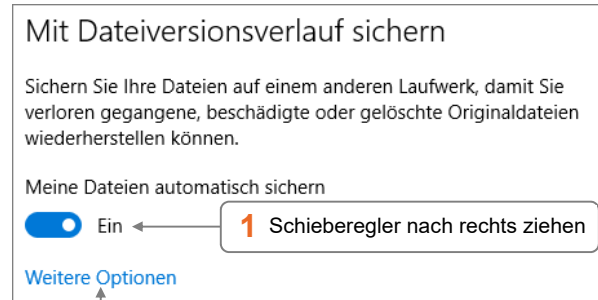 Mit Dateiversionsverlauf sichern
Sichern Sie Ihre Dateien auf einem anderen Laufwerk, damit Sie
verloren gegangene, beschädigte oder gelöschte Originaldateien
wiederherstellen können.
Meine Dateien automatisch sichern
Ein
1 Schieberegler nach rechts ziehen
Weitere Optionen